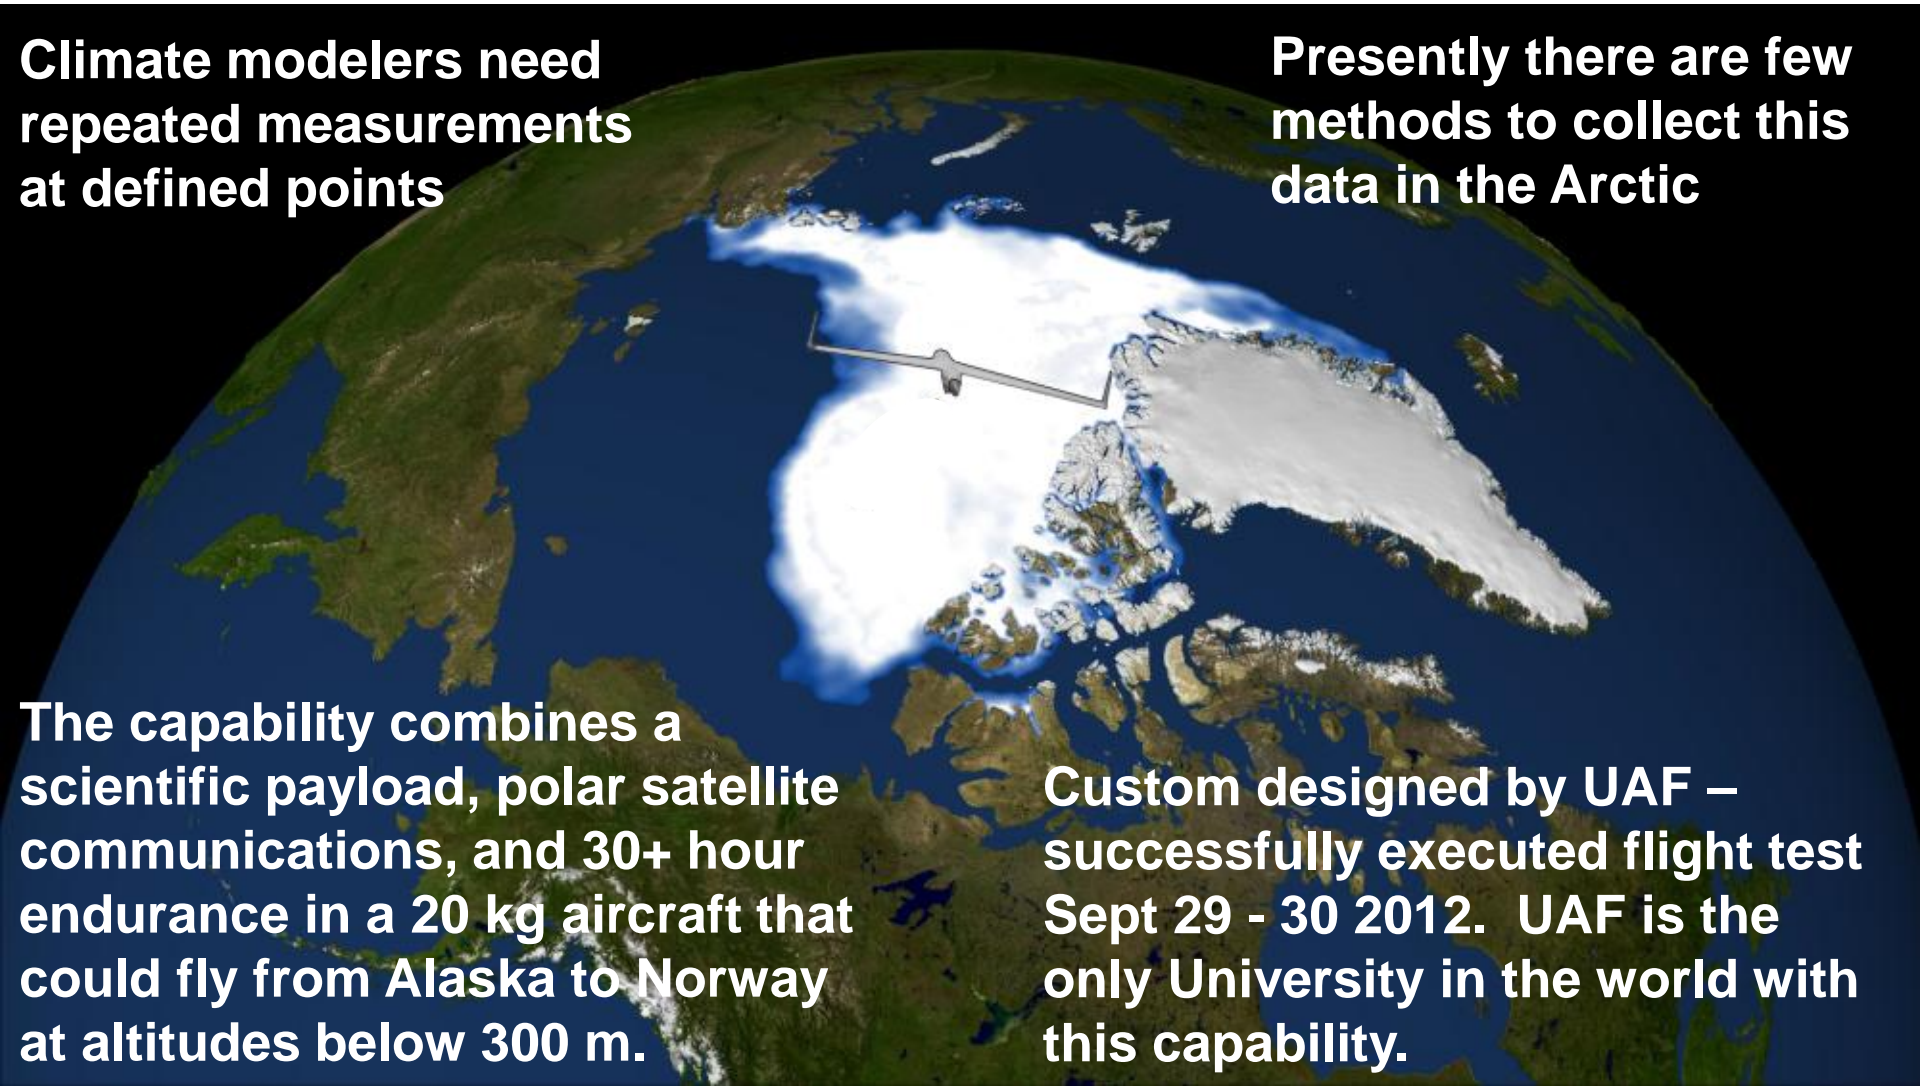 Climate modelers need
repeated measurements
at defined points
Presently there are few
methods to collect this
data in the Arctic
The capability combines a
scientific payload, polar satellite
communications, and 30+ hour
endurance in a 20 kg aircraft that
could fly from Alaska to Norway
at altitudes below 300 m.
Custom designed by UAF –
successfully executed flight test
Sept 29 - 30 2012.  UAF is the
only University in the world with
this capability.